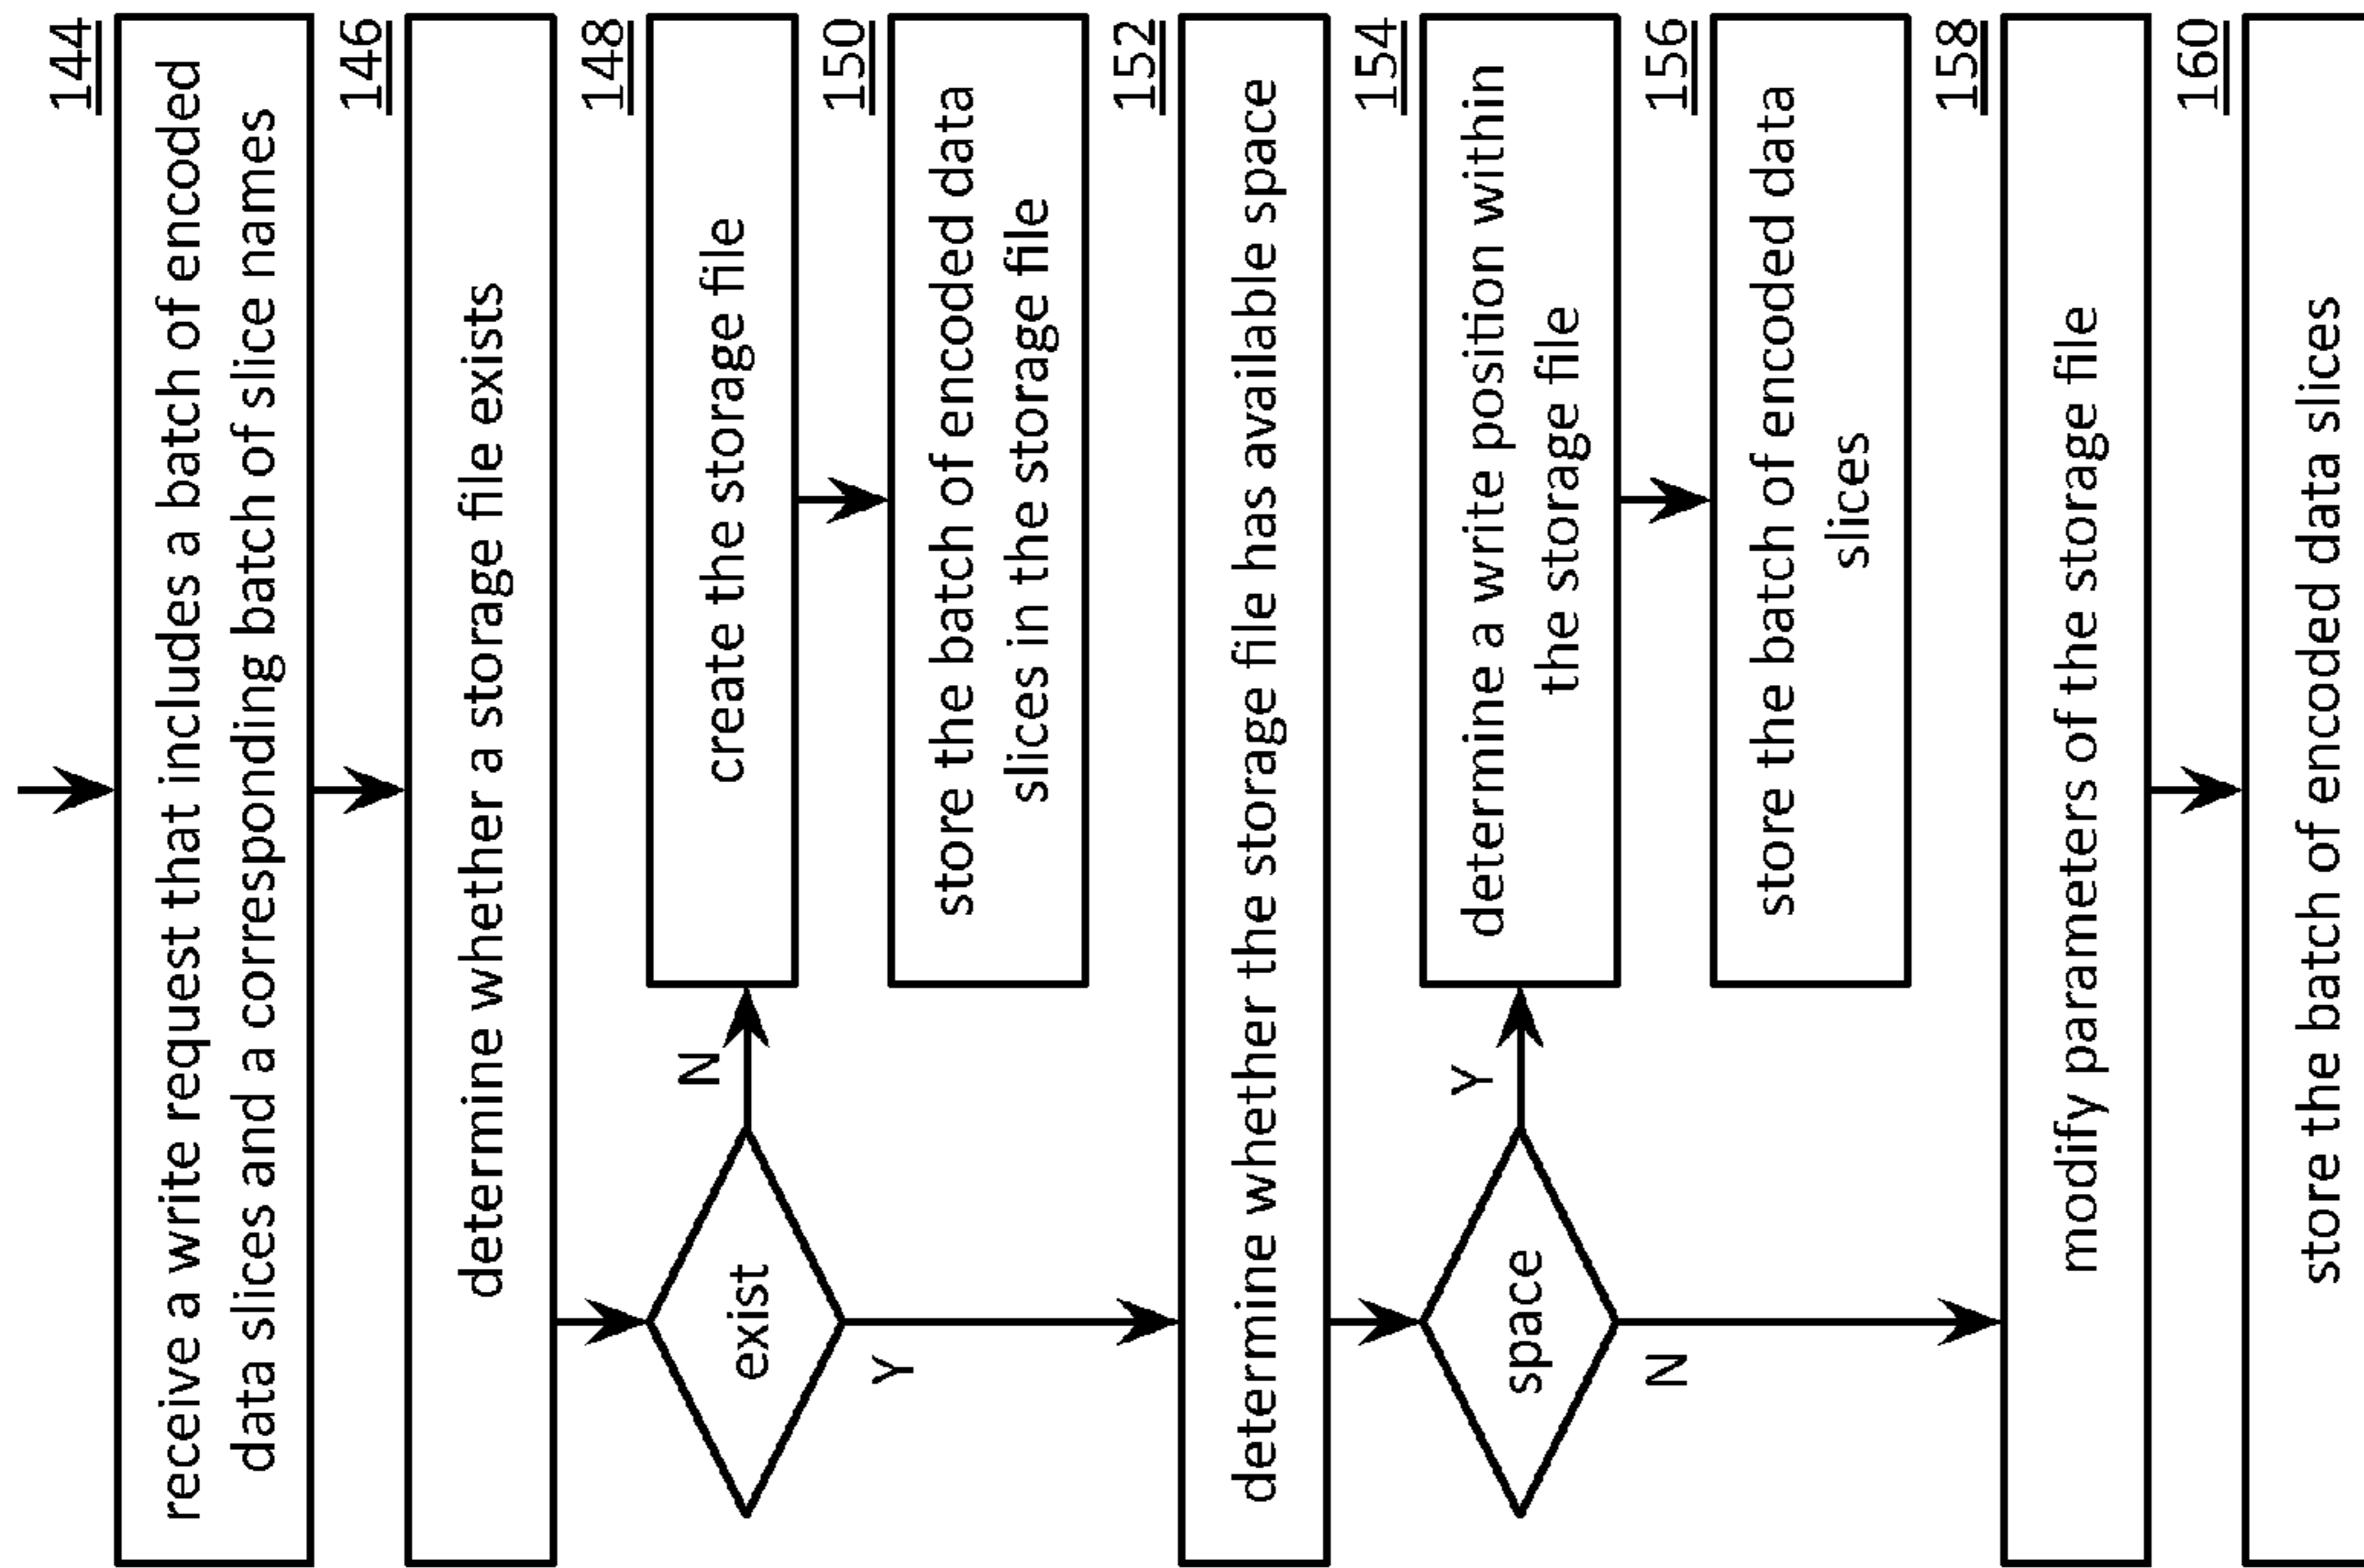 144
receive a write request that includes a batch of encoded
data slices and a corresponding batch of slice names
146
determine whether a storage file exists
exist
N
Y
148
create the storage file
150
store the batch of encoded data
slices in the storage file
152
determine whether the storage file has available space
space
Y
N
154
determine a write position within
the storage file
156
store the batch of encoded data
slices
158
modify parameters of the storage file
160
store the batch of encoded data slices